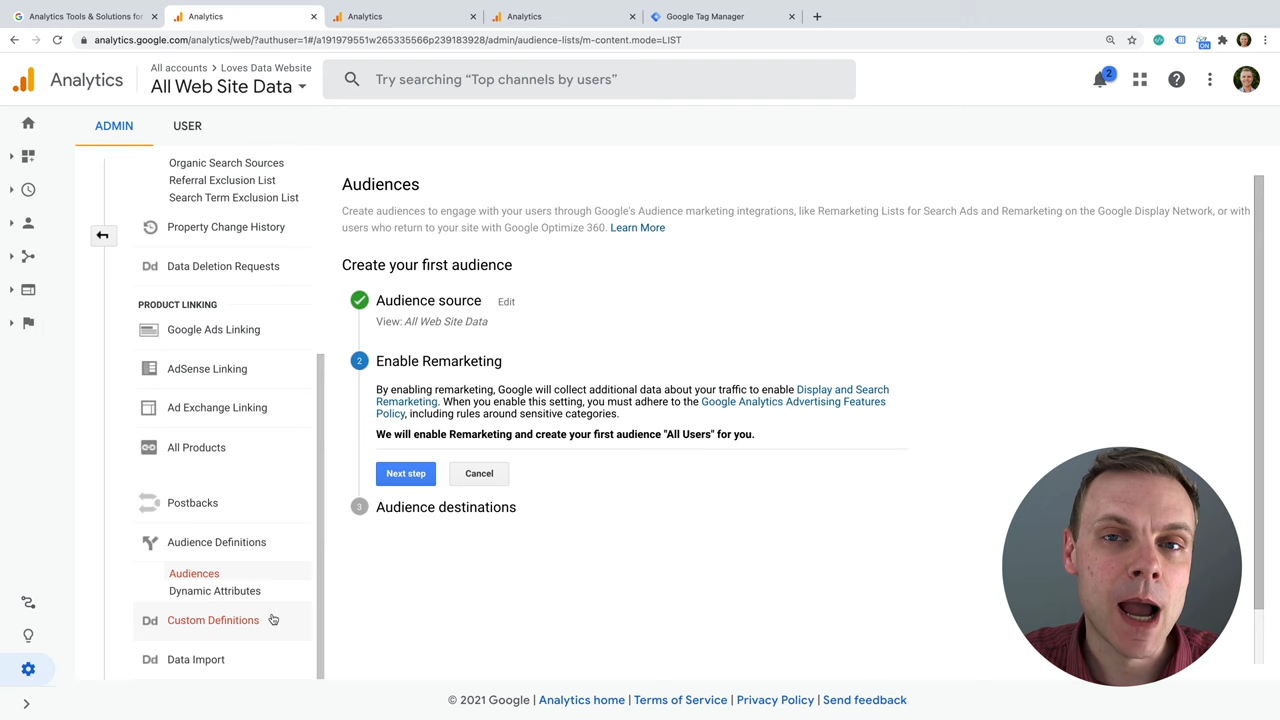 Analytics Tools & Solutions for
Analytics
Analytics
Analytics
Google Tag Manager
analytics.google.com/analytics/web/?authuser=1#/a191979551w265335566p239183928/admin/audience-lists/m-content.mode=LIST
ON
Analytics
All accounts > Loves Data Website
All Web Site Data
Try searching “Top channels by users”
2
ADMIN
USER
Organic Search Sources
Referral Exclusion List
Search Term Exclusion List
Property Change History
Dd Data Deletion Requests
PRODUCT LINKING
Google Ads Linking
AdSense Linking
Ad Exchange Linking
All Products
Postbacks
Audience Definitions
Audiences
Dynamic Attributes
Dd Custom Definitions
Dd Data Import
Audiences
Create audiences to engage with your users through Google's Audience marketing integrations, like Remarketing Lists for Search Ads and Remarketing on the Google Display Network, or with
users who return to your site with Google Optimize 360. Learn More
Create your first audience
Audience source Edit
View: All Web Site Data
2 Enable Remarketing
By enabling remarketing, Google will collect additional data about your traffic to enable Display and Search
Remarketing. When you enable this setting, you must adhere to the Google Analytics Advertising Features
Policy, including rules around sensitive categories.
We will enable Remarketing and create your first audience "All Users" for you.
Next step
Cancel
3 Audience destinations
© 2021 Google | Analytics home | Terms of Service | Privacy Policy | Send feedback